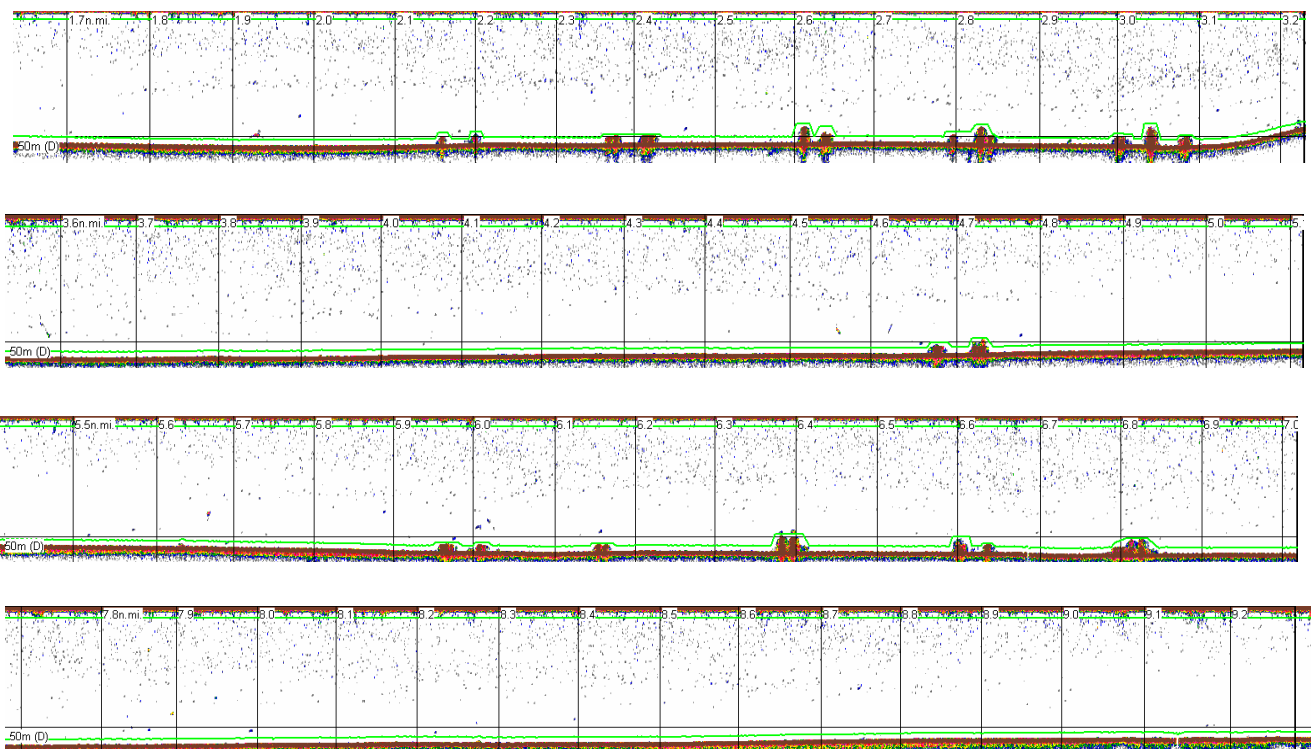 1.7n.mi. 1.8 1.9 2.0 2.1 2.2 2.3 2.4 2.5 2.6 2.7 2.8 2.9 3.0 3.1 3.2
50m (D)
3.6n.mi. 3.7 3.8 3.9 4.0 4.1 4.2 4.3 4.4 4.5 4.6 4.7 4.8 4.9 5.0 5.
50m (D)
5.5n.mi. 5.6 5.7 5.8 5.9 6.0 6.1 6.2 6.3 6.4 6.5 6.6 6.7 6.8 6.9 7.0
50m (D)
7.8n.mi. 7.9 8.0 8.1 8.2 8.3 8.4 8.5 8.6 8.7 8.8 8.9 9.0 9.1 9.2
50m (D)